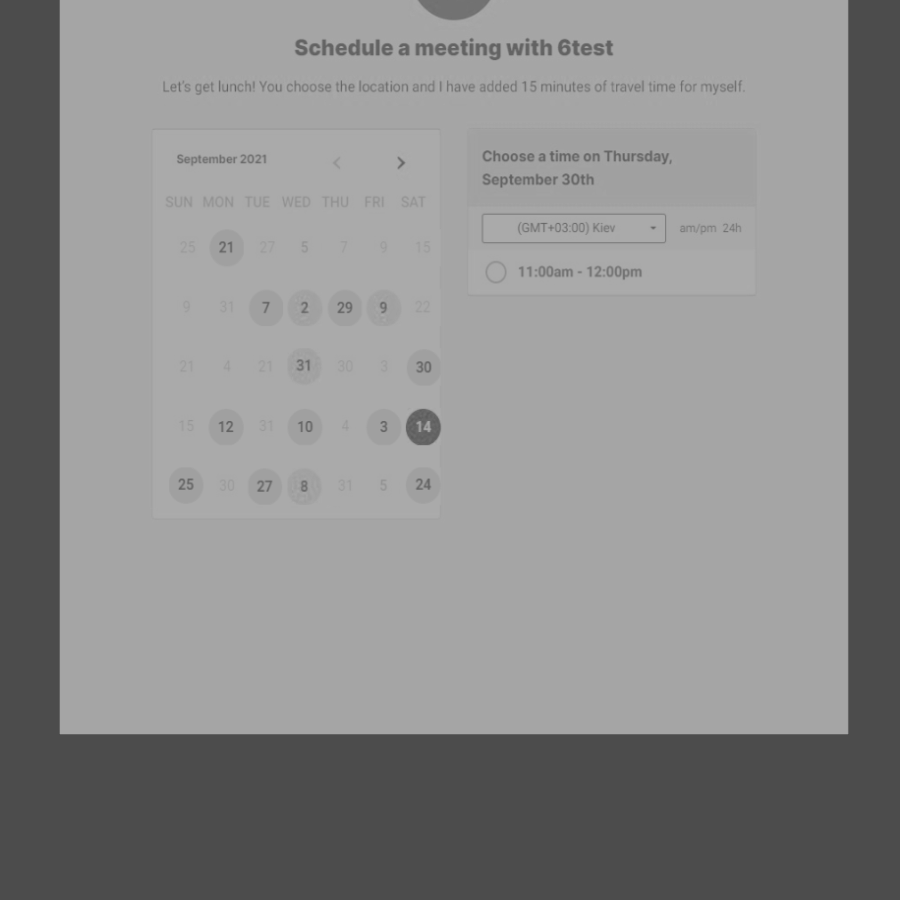 Schedule a meeting with 6test
Let's get lunch! You choose the location and I have added 15 minutes of travel time for myself.
September 2021
SUN MON TUE WED THU FRI SAT
25 21 27 5 7 9 15
9 31 7 2 29 9 22
21 4 21 31 30 3 30
15 12 31 10 4 3 14
25 30 27 8 31 5 24
Choose a time on Thursday,
September 30th
(GMT+03:00) Kiev am/pm 24h
11:00am - 12:00pm